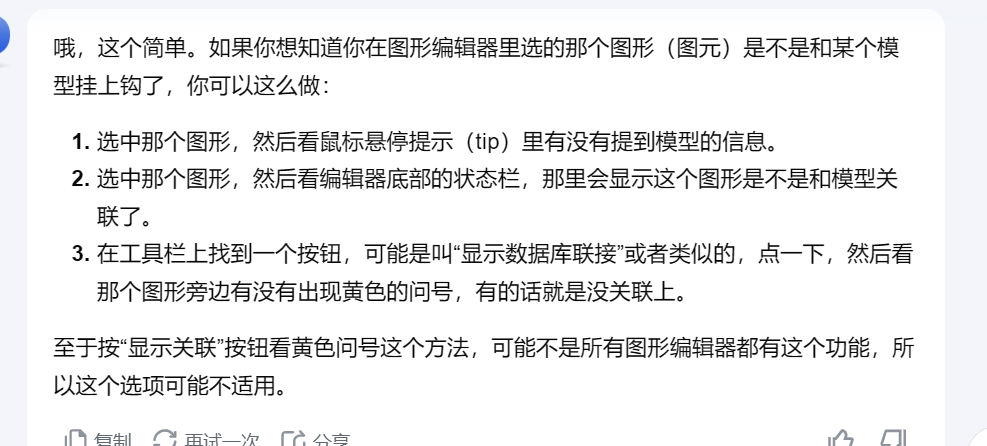 哦，这个简单。如果你想知道你在图形编辑器里选的那个图形（图元）是不是和某个模
型挂上钩了，你可以这么做：
1. 选中那个图形，然后看鼠标悬停提示（tip）里有没有提到模型的信息。
2. 选中那个图形，然后看编辑器底部的状态栏，那里会显示这个图形是不是和模型关
联了。
3. 在工具栏上找到一个按钮，可能是叫“显示数据库联接”或者类似的，点一下，然后看
那个图形旁边有没有出现黄色的问号，有的话就是没关联上。
至于按“显示关联”按钮看黄色问号这个方法，可能不是所有图形编辑器都有这个功能，所
以这个选项可能不适用。
复制 再试一次 分享